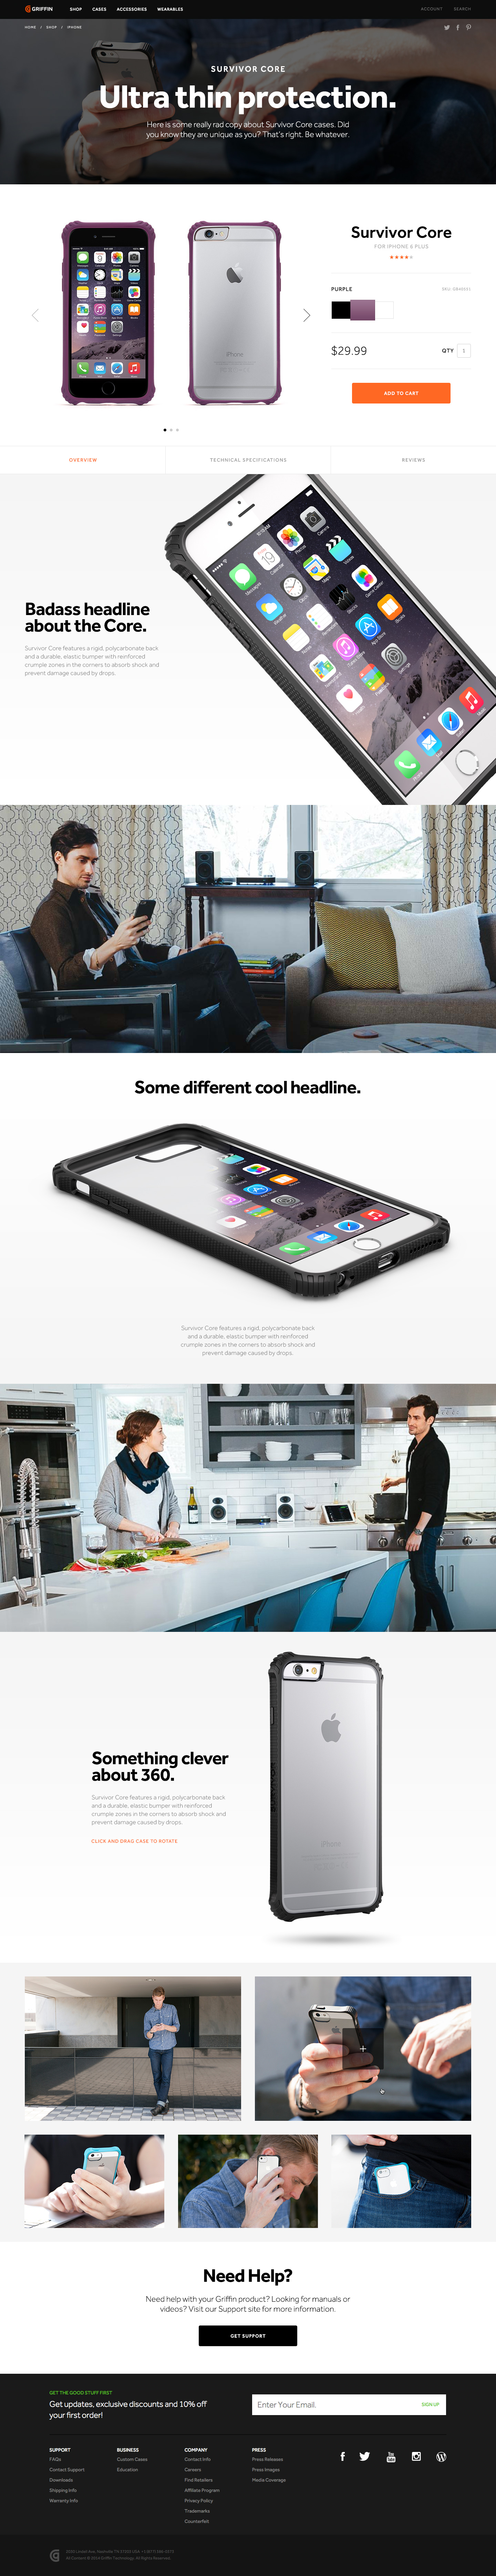 GRIFFIN SHOP CASES ACCESSORIES WEARABLES ACCOUNT SEARCH
HOME / SHOP / IPHONE
SURVIVOR CORE
Ultra thin protection.
Here is some really rad copy about Survivor Core cases. Did
you know they are unique as you? That's right. Be whatever.
Survivor Core
FOR IPHONE 6 PLUS
PURPLE
$29.99 QTY 1
ADD TO CART
OVERVIEW TECHNICAL SPECIFICATIONS REVIEWS
Badass headline
about the Core.
Survivor Core features a rigid, polycarbonate back
and a durable, elastic bumper with reinforced
crumple zones in the corners to absorb shock and
prevent damage caused by drops.
Some different cool headline.
Survivor Core features a rigid, polycarbonate back
and a durable, elastic bumper with reinforced
crumple zones in the corners to absorb shock and
prevent damage caused by drops.
Something clever
about 360.
Survivor Core features a rigid, polycarbonate back
and a durable, elastic bumper with reinforced
crumple zones in the corners to absorb shock and
prevent damage caused by drops.
CLICK AND DRAG CASE TO ROTATE
Need Help?
Need help with your Griffin product? Looking for manuals or
videos? Visit our Support site for more information.
GET SUPPORT
GET THE GOOD STUFF FIRST
Get updates, exclusive discounts and 10% off
your first order!
Enter Your Email. SIGN UP
SUPPORT
FAQs
Contact Support
Downloads
Shipping Info
Warranty Info
BUSINESS
Custom Cases
Education
COMPANY
Contact Info
Careers
Find Retailers
Affiliate Program
Privacy Policy
Trademarks
Counterfeit
PRESS
Press Releases
Press Images
Media Coverage